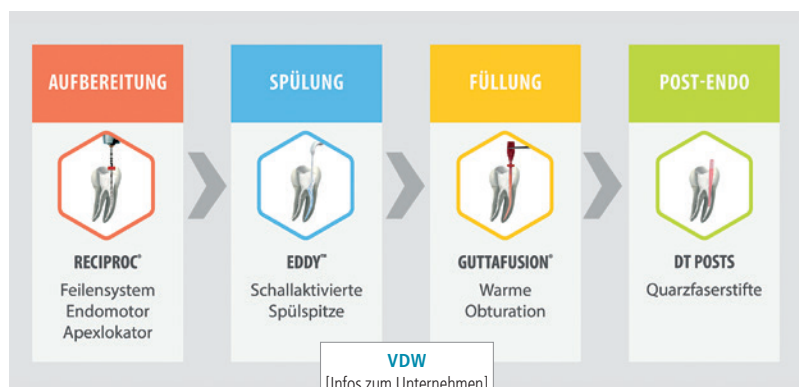 AUFBEREITUNG
RECIPROC®
Feilensystem
Endomotor
Apexlokator
SPÜLUNG
EDDY™
Schallaktivierte
Spülspitze
FÜLLUNG
GUTTAFUSION®
Warme
Obturation
POST-ENDO
DT POSTS
Quarzfaserstifte
VDW
[Infos zum Unternehmen]